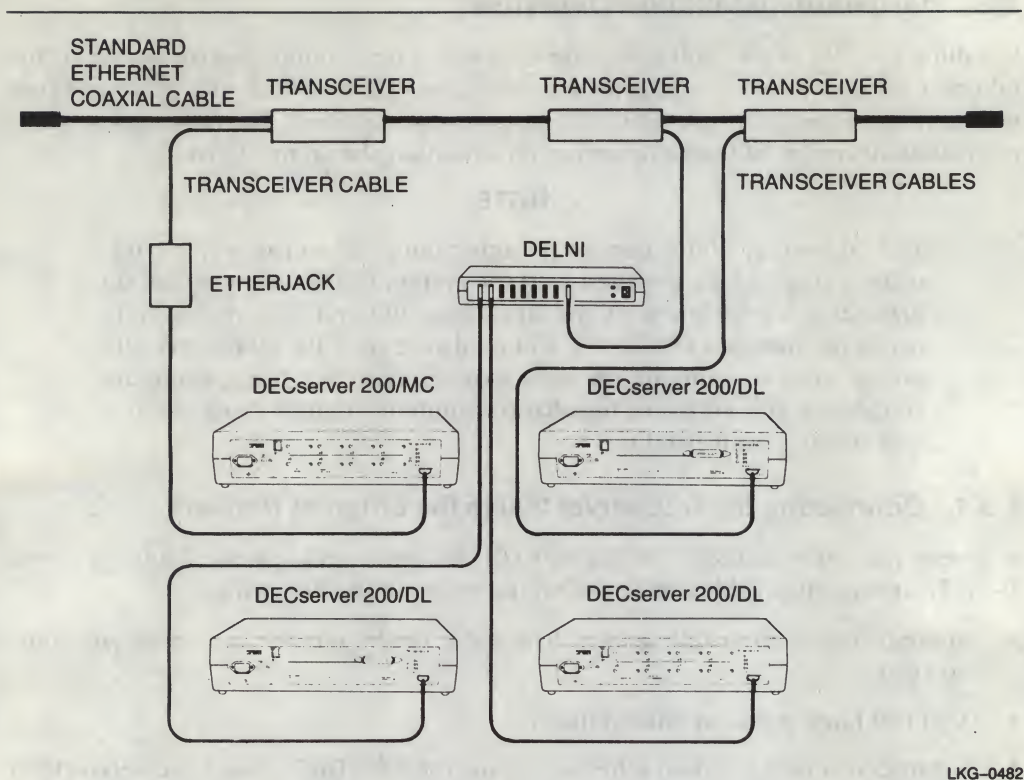 STANDARD
ETHERNET
COAXIAL CABLE
TRANSCEIVER
TRANSCEIVER
TRANSCEIVER
TRANSCEIVER CABLE
TRANSCEIVER CABLES
ETHERJACK
DELNI
DECserver 200/MC
DECserver 200/DL
DECserver 200/DL
DECserver 200/DL
LKG-0482